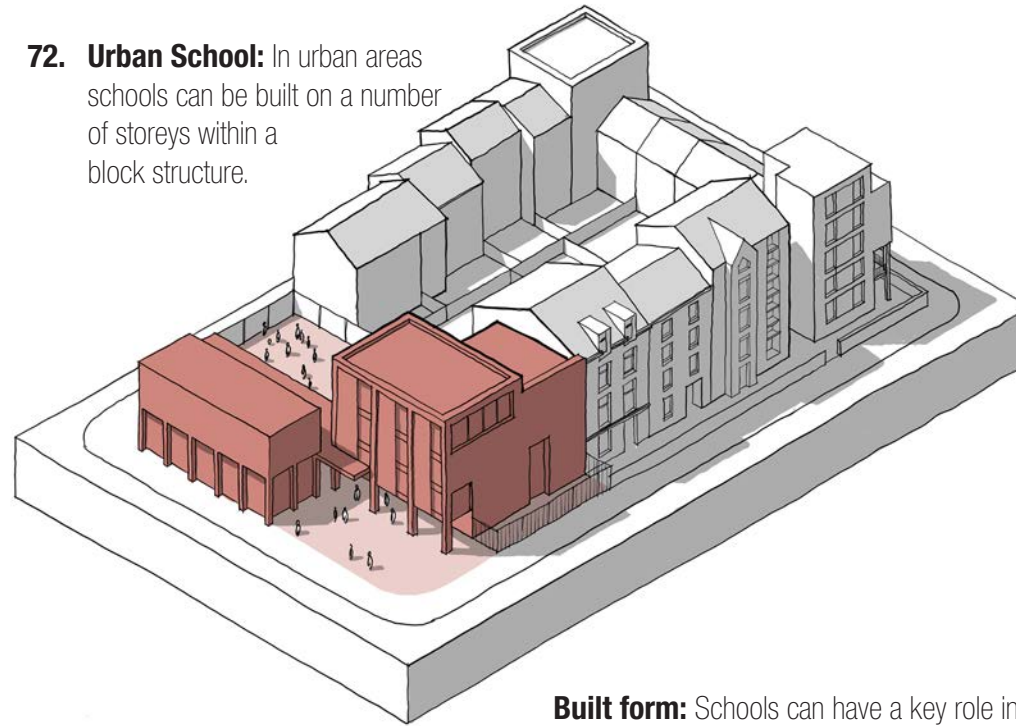 72. Urban School: In urban areas
schools can be built on a number
of storeys within a
block structure.
Built form: Schools can have a key role in